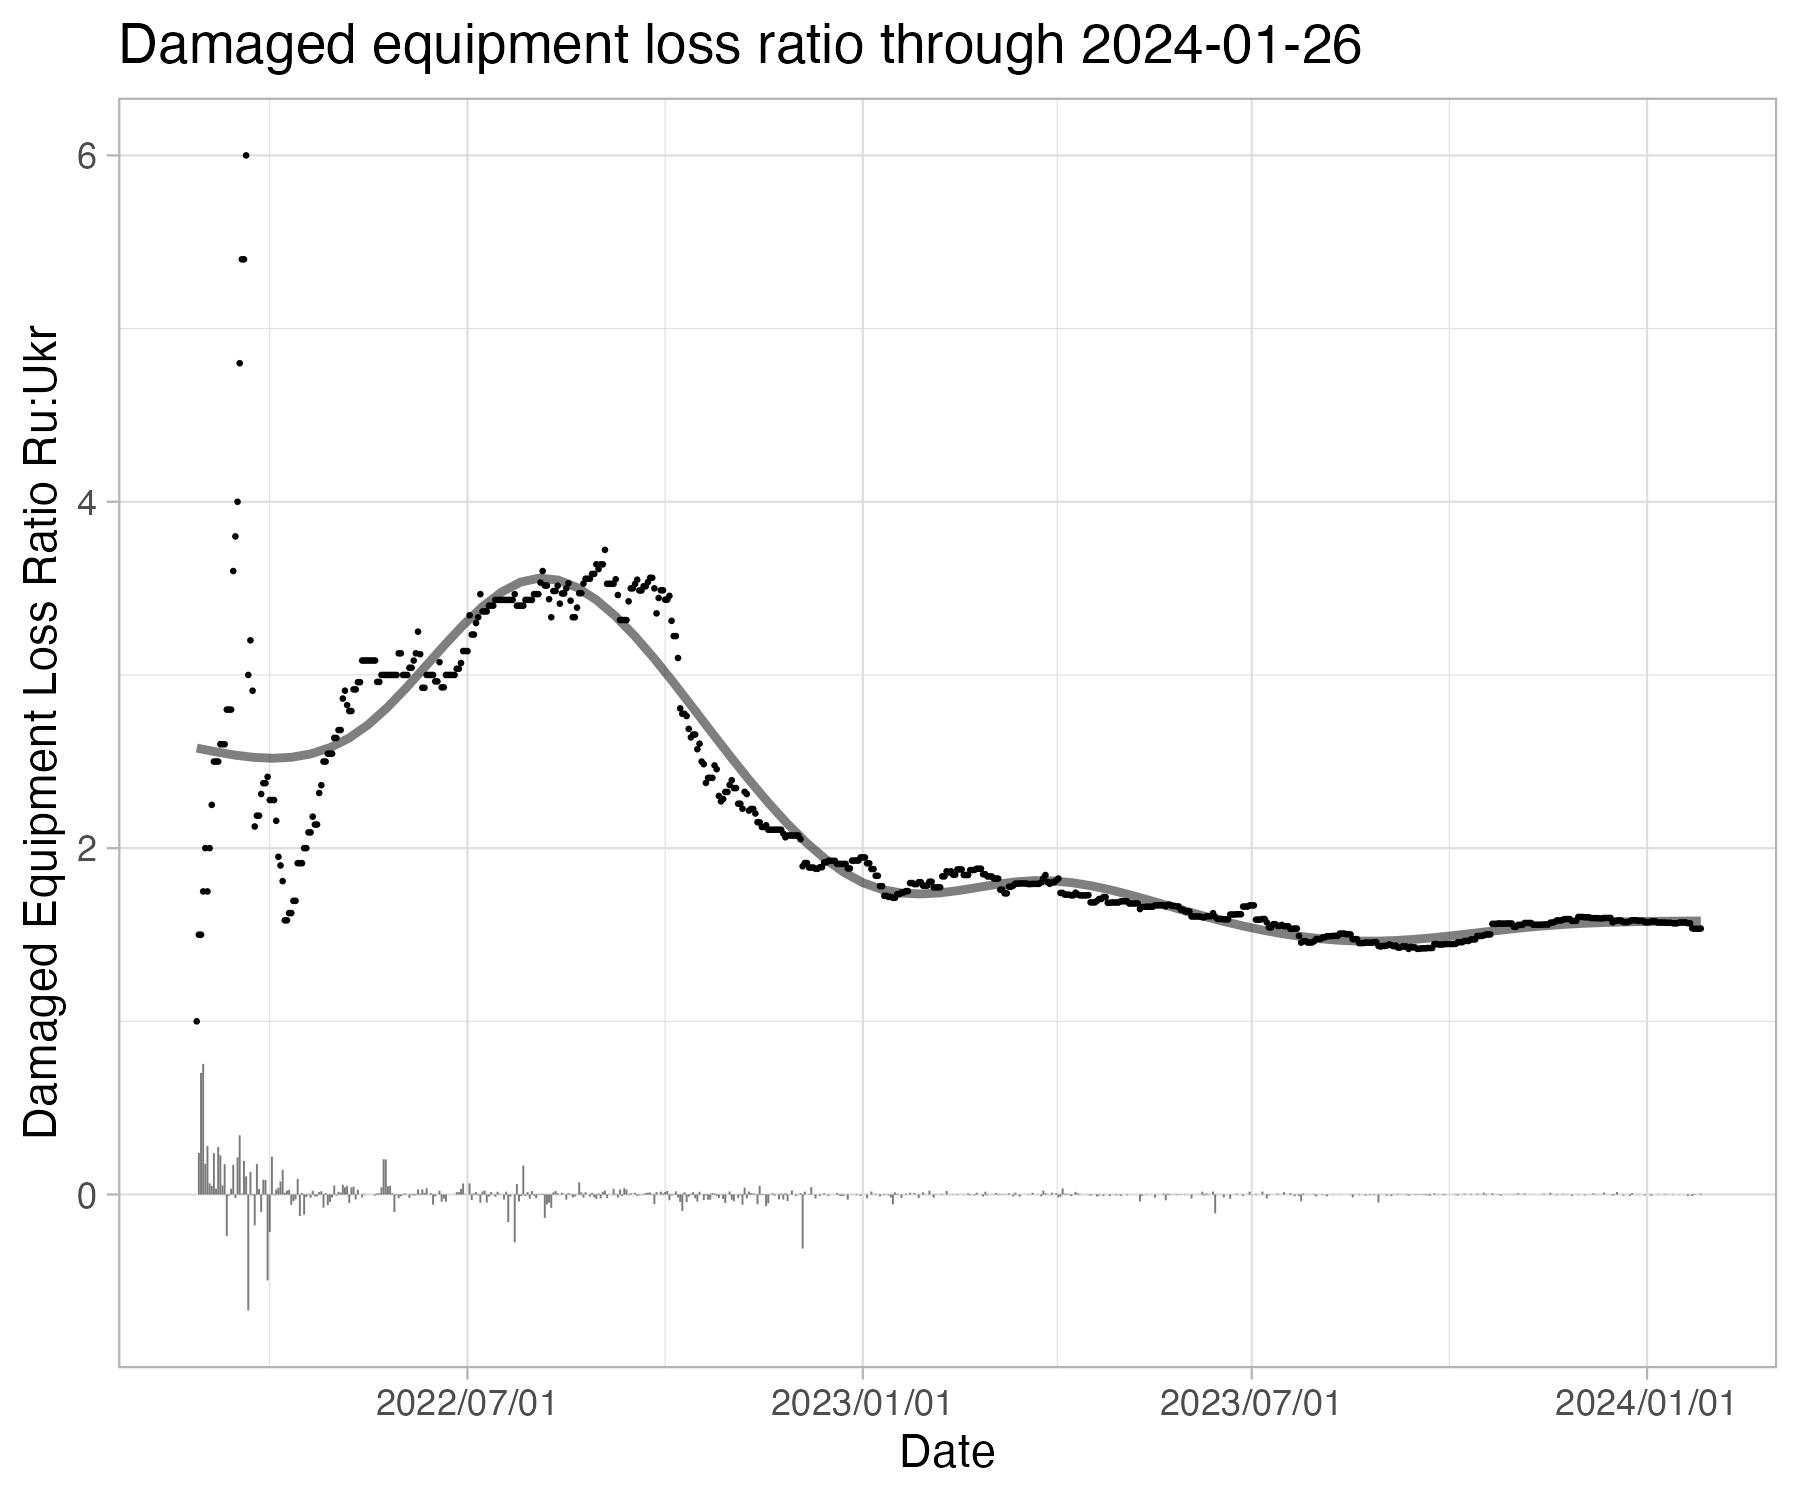 Damaged equipment loss ratio through 2024-01-26
Damaged Equipment Loss Ratio Ru:Ukr
6
4
2
0
2022/07/01
2023/01/01
2023/07/01
2024/01/01
Date